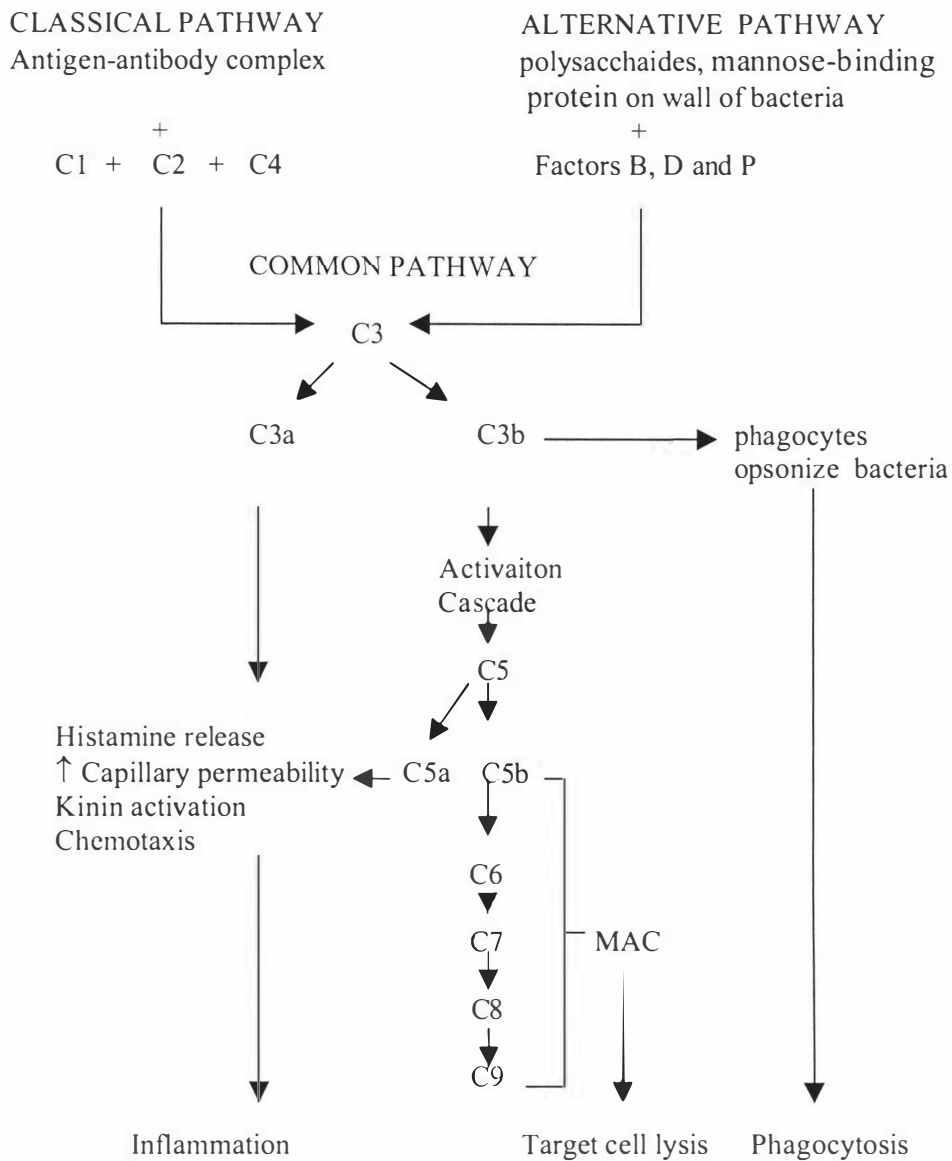 CLASSICAL PATHWAY
Antigen-antibody complex
+
C1 + C2 + C4
ALTERNATIVE PATHWAY
polysacchaides, mannose-binding
protein on wall of bacteria
+
Factors B, D and P
COMMON PATHWAY
C3
C3a
C3b
phagocytes
opsonize bacteria
Activaiton
Cascade
C5
Histamine release
↑ Capillary permeability
Kinin activation
Chemotaxis
C5a
C5b
C6
C7
MAC
C8
C9
Inflammation
Target cell lysis
Phagocytosis